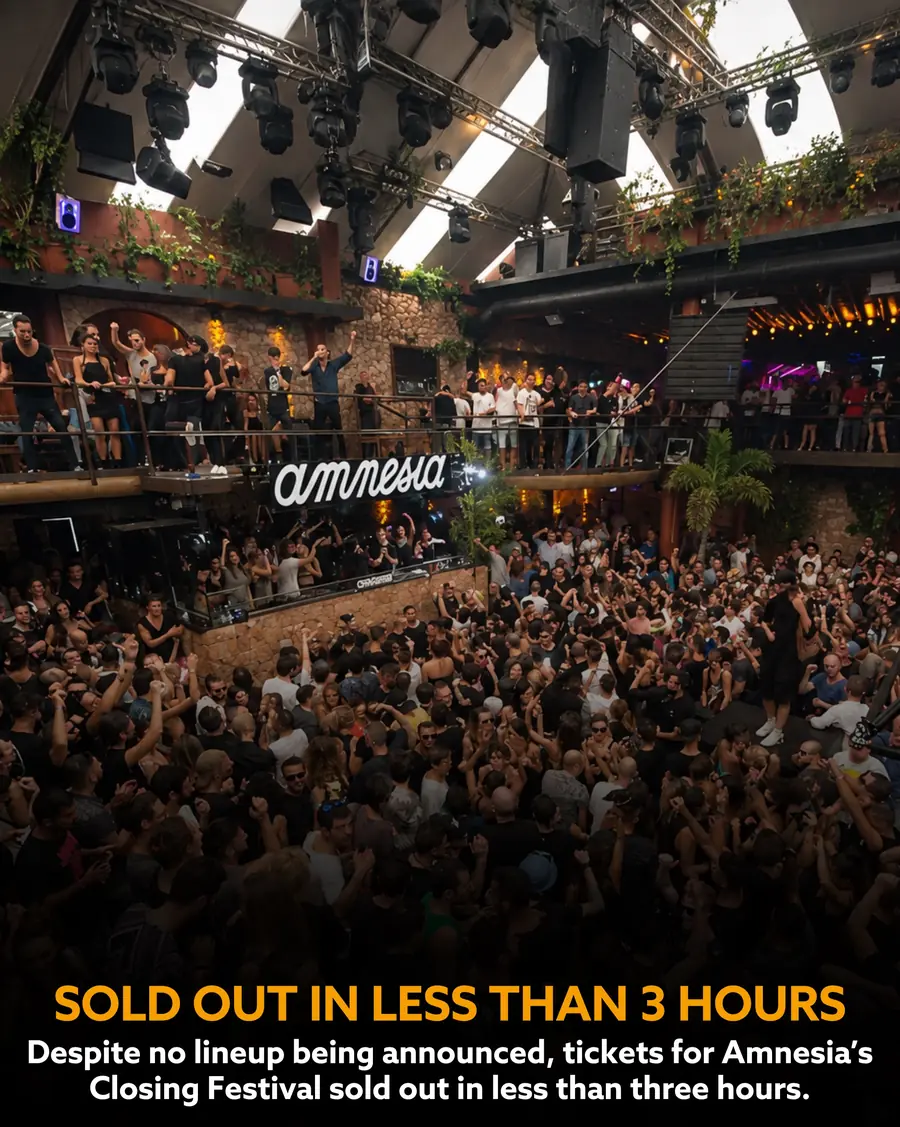 amnesia
SOLD OUT IN LESS THAN 3 HOURS
Despite no lineup being announced, tickets for Amnesia's
Closing Festival sold out in less than three hours.